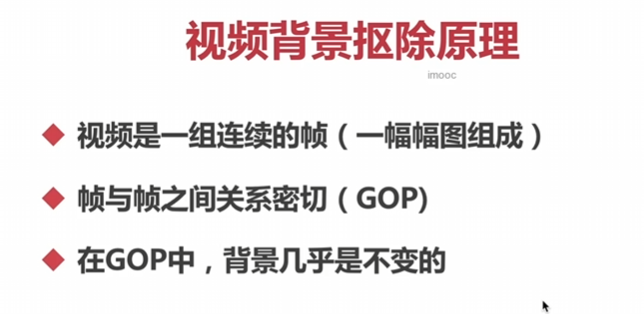 视频背景抠除原理
imooc
视频是一组连续的帧（一幅幅图组成）
帧与帧之间关系密切（GOP)
在GOP中，背景几乎是不变的